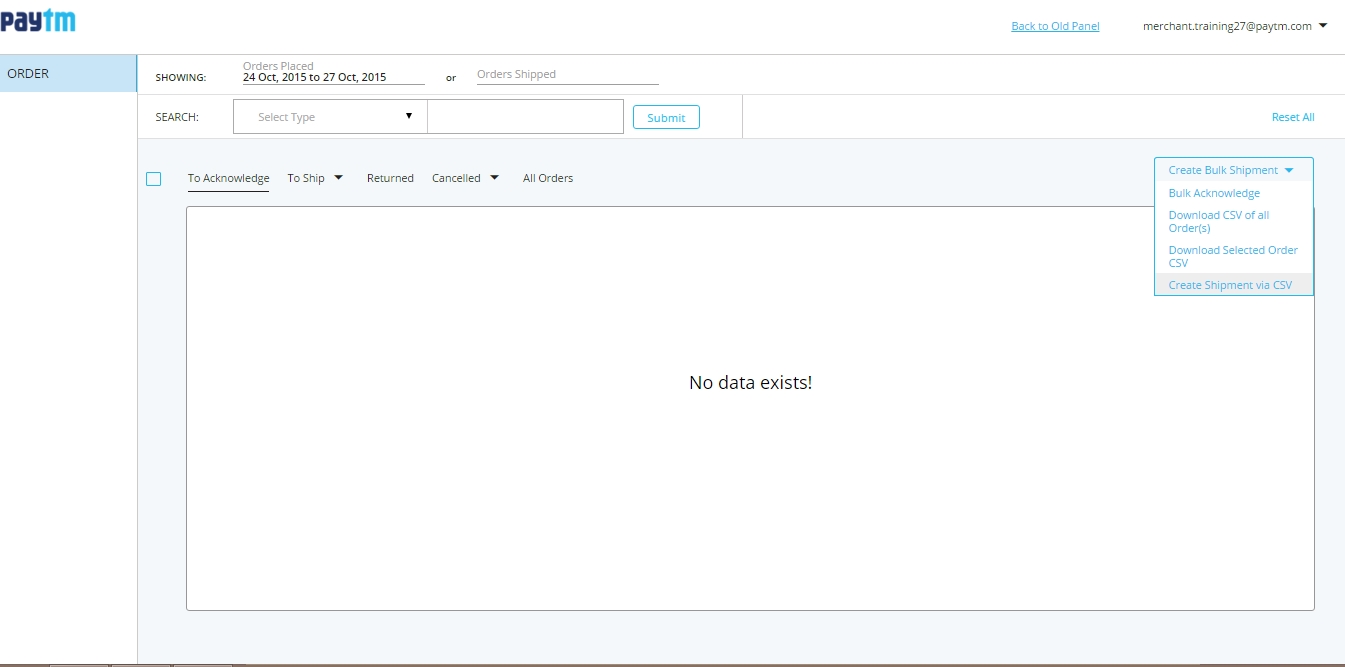 paytm
Back to Old Panel
merchant.training27@paytm.com
ORDER
SHOWING:
Orders Placed
24 Oct, 2015 to 27 Oct, 2015
or
Orders Shipped
SEARCH:
Select Type
Submit
Reset All
To Acknowledge
To Ship
Returned
Cancelled
All Orders
Create Bulk Shipment
Bulk Acknowledge
Download CSV of all
Order(s)
Download Selected Order
CSV
Create Shipment via CSV
No data exists!